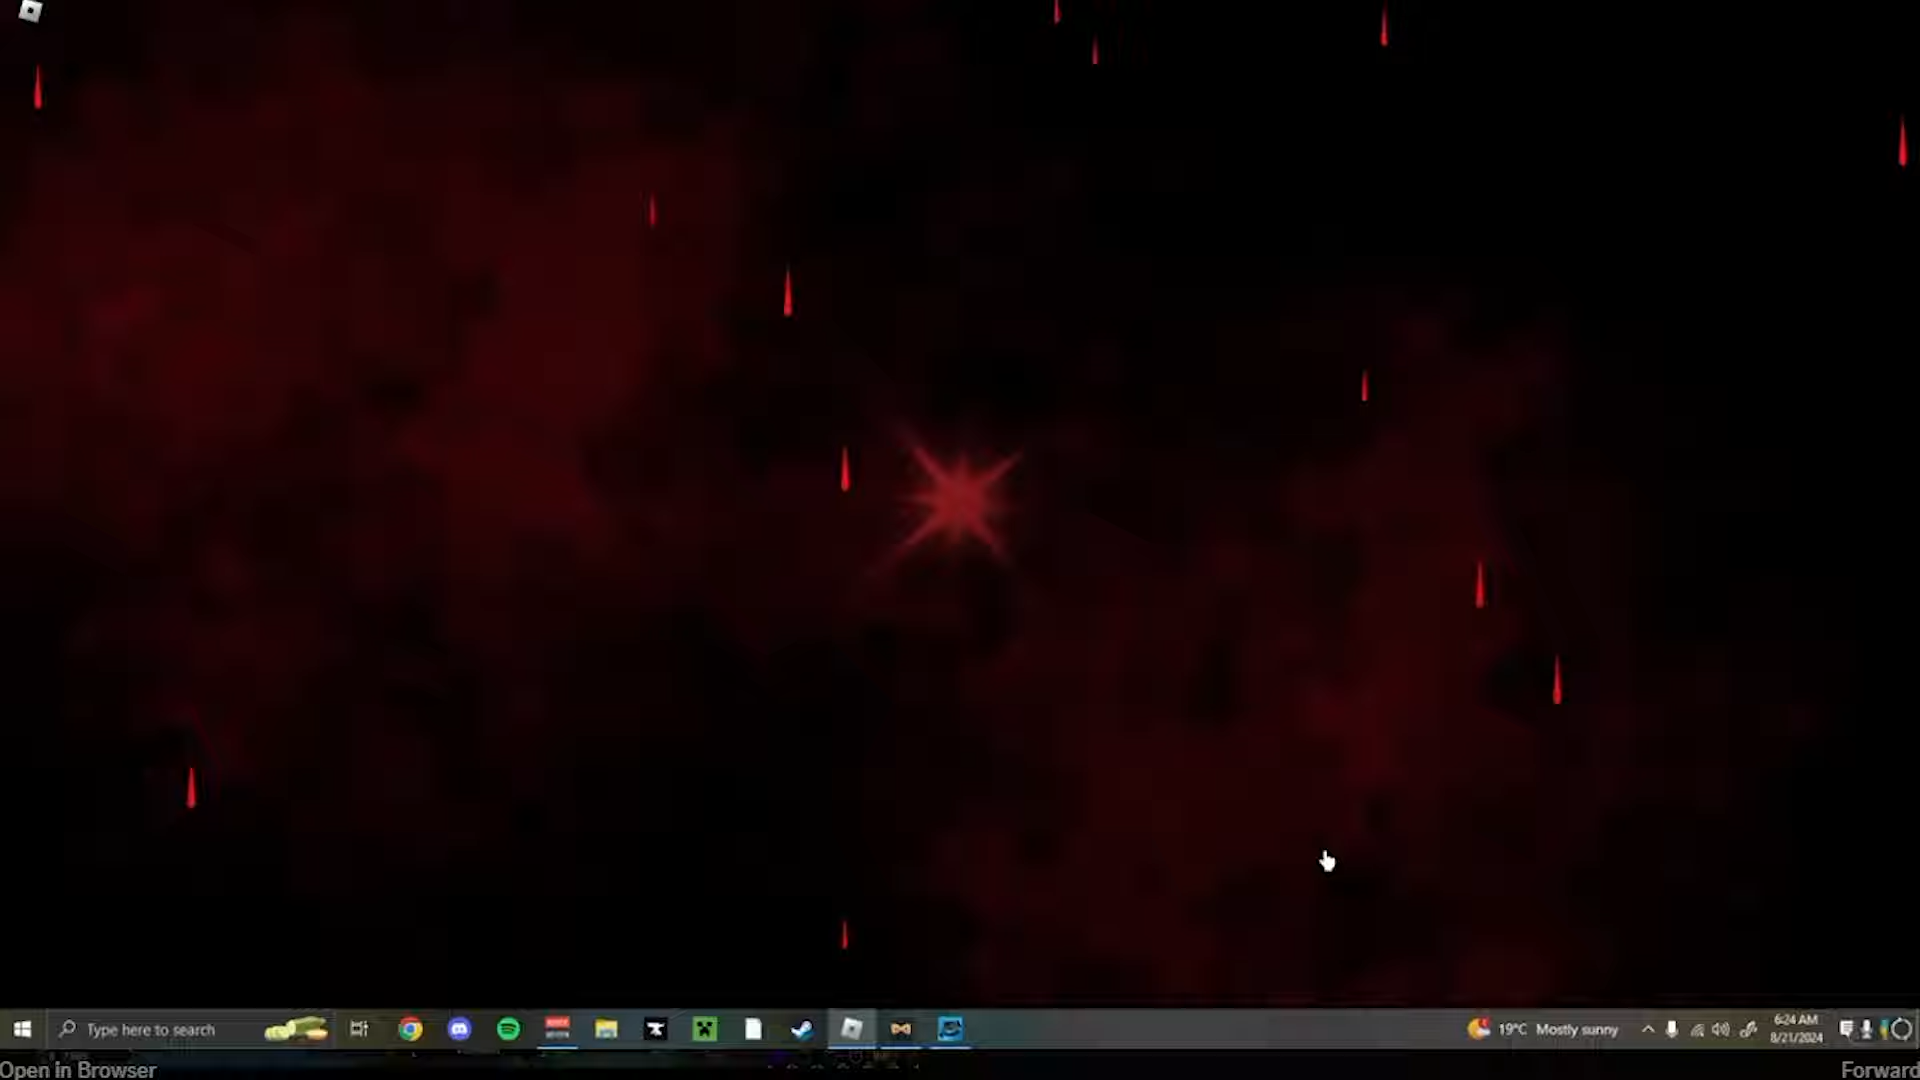 Type here to search
19°C Mostly sunny
6:24 AM
8/21/2024
Open in Browser
Forward